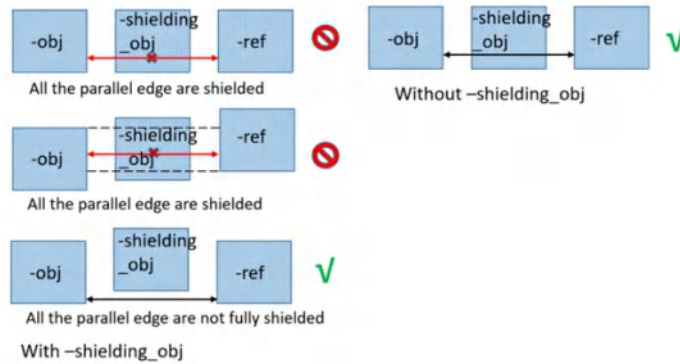 -obj
-shielding
_obj
-ref
All the parallel edge are shielded
-obj
-shielding
_obj
-ref
All the parallel edge are shielded
-obj
-shielding
_obj
-ref
√
All the parallel edge are not fully shielded
With –shielding_obj
-obj
-shielding
_obj
-ref
√
Without –shielding_obj